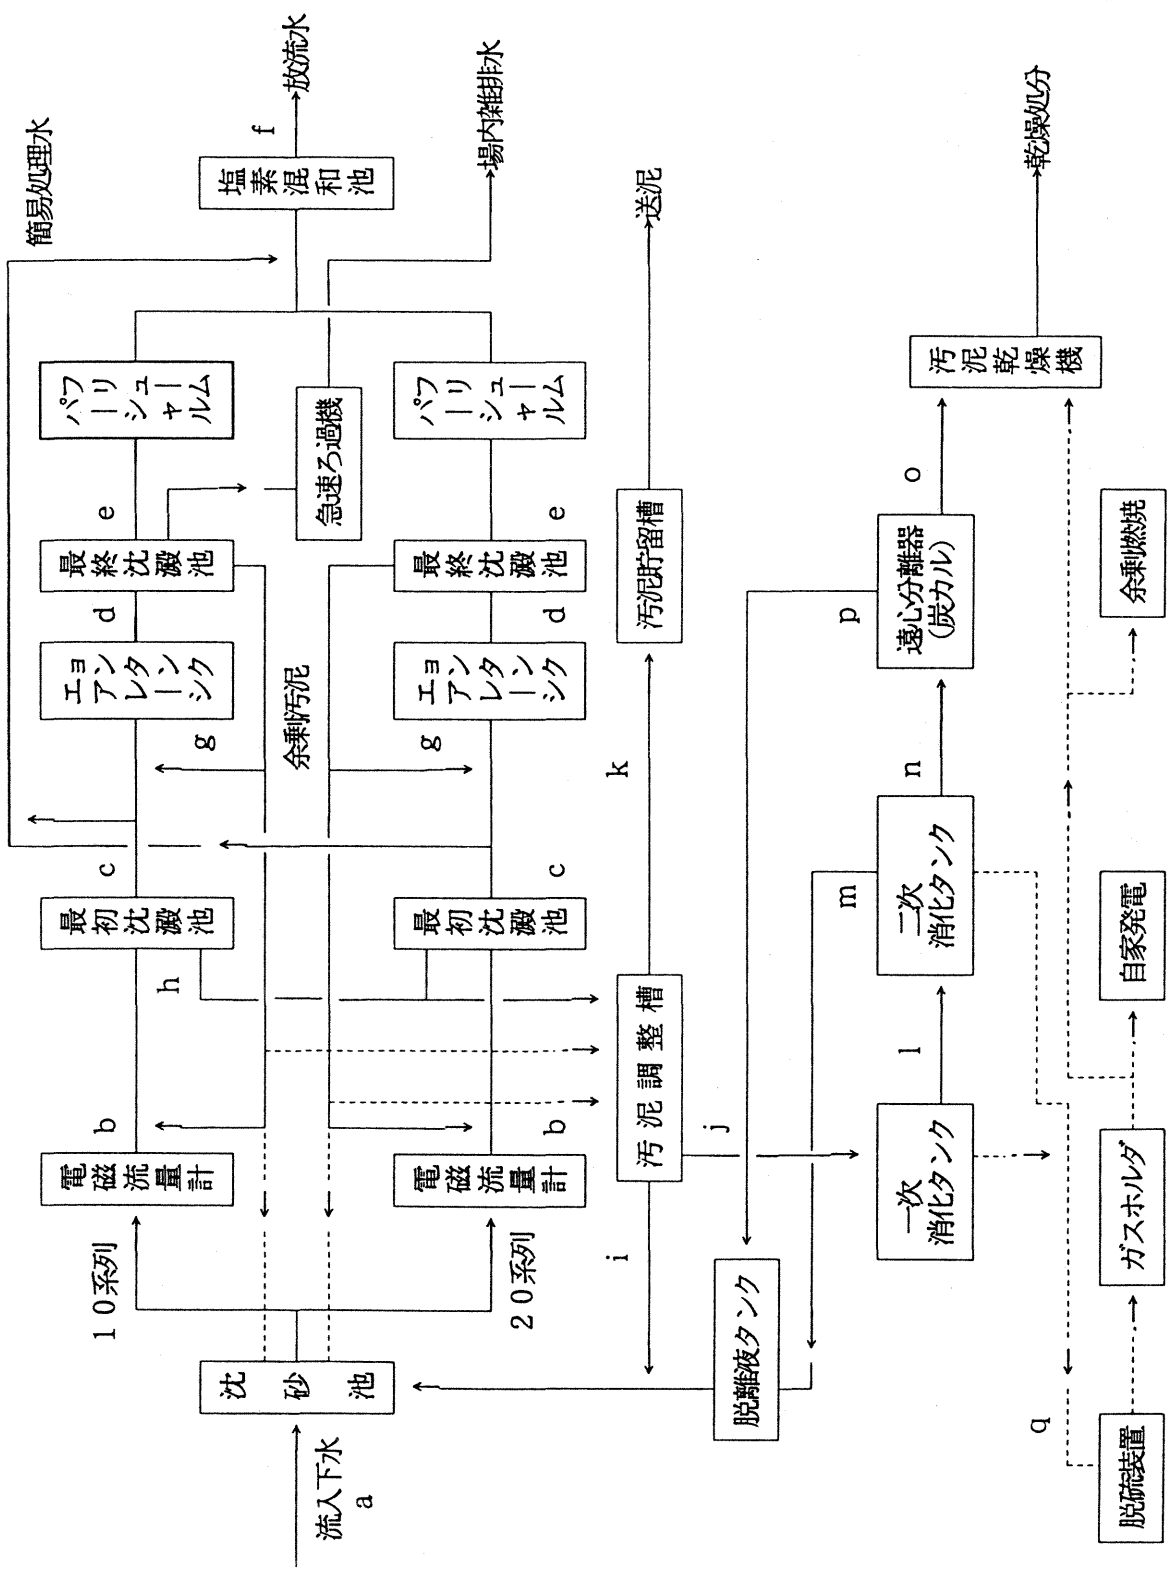 簡易処理水
10系列
電磁流量計
b
最初沈澱池
c
エアレーシ
ョンタンク
d
最終沈澱池
e
パーシャル
フリューム
h
g
流入下水
a
沈砂池
余剰汚泥
急速ろ過機
塩素混和池
f
放流水
20系列
電磁流量計
b
最初沈澱池
c
g
エアレーシ
ョンタンク
d
最終沈澱池
e
パーシャル
フリューム
場内雑排水
i
汚泥調整槽
k
汚泥貯留槽
送泥
j
脱離液タンク
m
p
一次
消化タンク
l
二次
消化タンク
n
遠心分離器
(炭カル)
o
汚泥乾燥機
乾燥処分
q
脱硫装置
ガスホルダ
自家発電
余剰燃焼